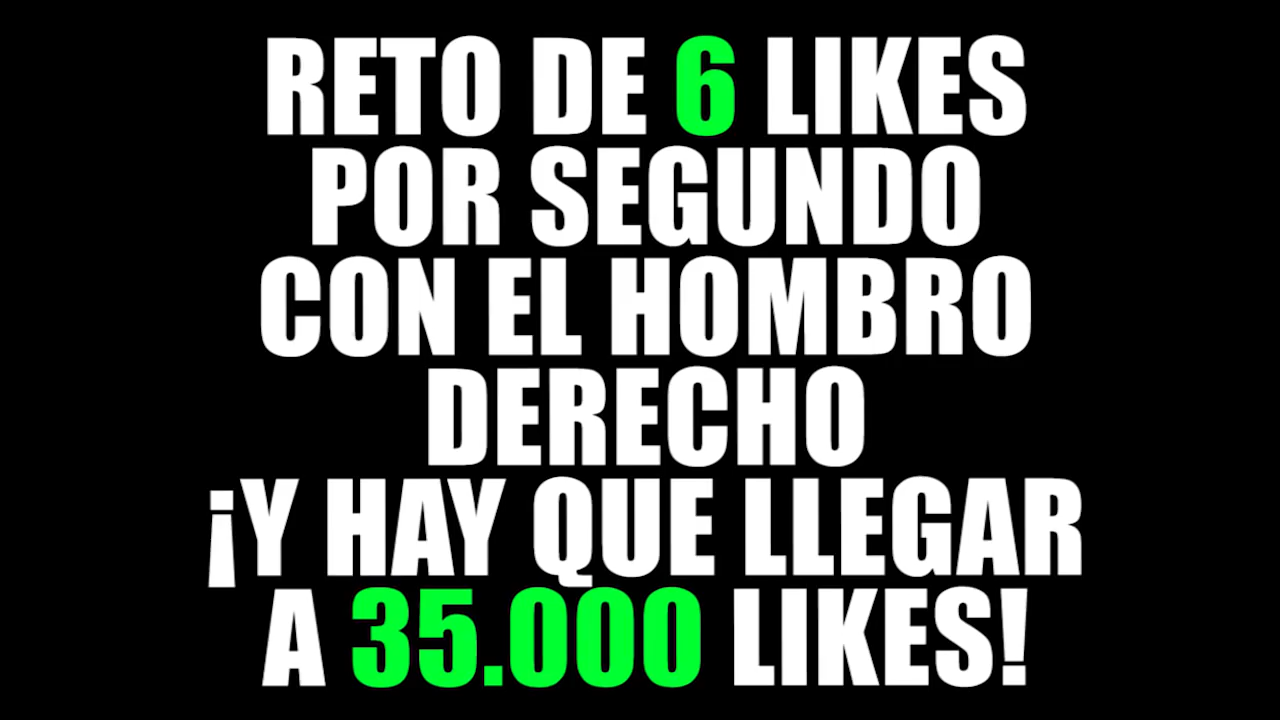 RETO DE 6 LIKES
POR SEGUNDO
CON EL HOMBRO
DERECHO
¡Y HAY QUE LLEGAR
A 35.000 LIKES!